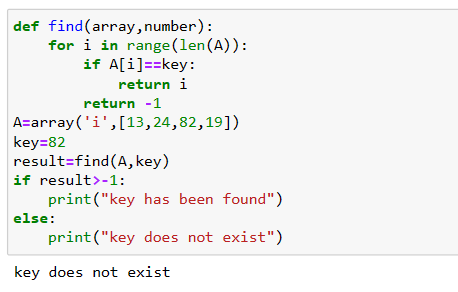 def find(array,number):
    for i in range(len(A)):
        if A[i]==key:
            return i
        return -1
A=array('i',[13,24,82,19])
key=82
result=find(A,key)
if result>-1:
    print("key has been found")
else:
    print("key does not exist")
key does not exist